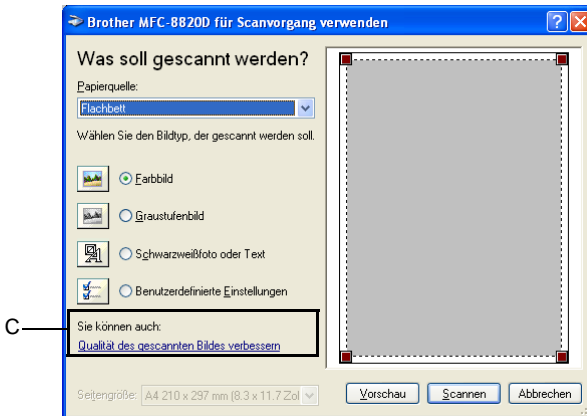 Brother MFC-8820D für Scanvorgang verwenden
Was soll gescannt werden?
Papierquelle:
Flachbett
Wählen Sie den Bildtyp, der gescannt werden soll.
Farbbild
Graustufenbild
Schwarzweißfoto oder Text
Benutzerdefinierte Einstellungen
C
Sie können auch:
Qualität des gescannten Bildes verbessern
Seitengröße: A4 210 x 297 mm (8.3 x 11.7 Zol
Vorschau Scannen Abbrechen